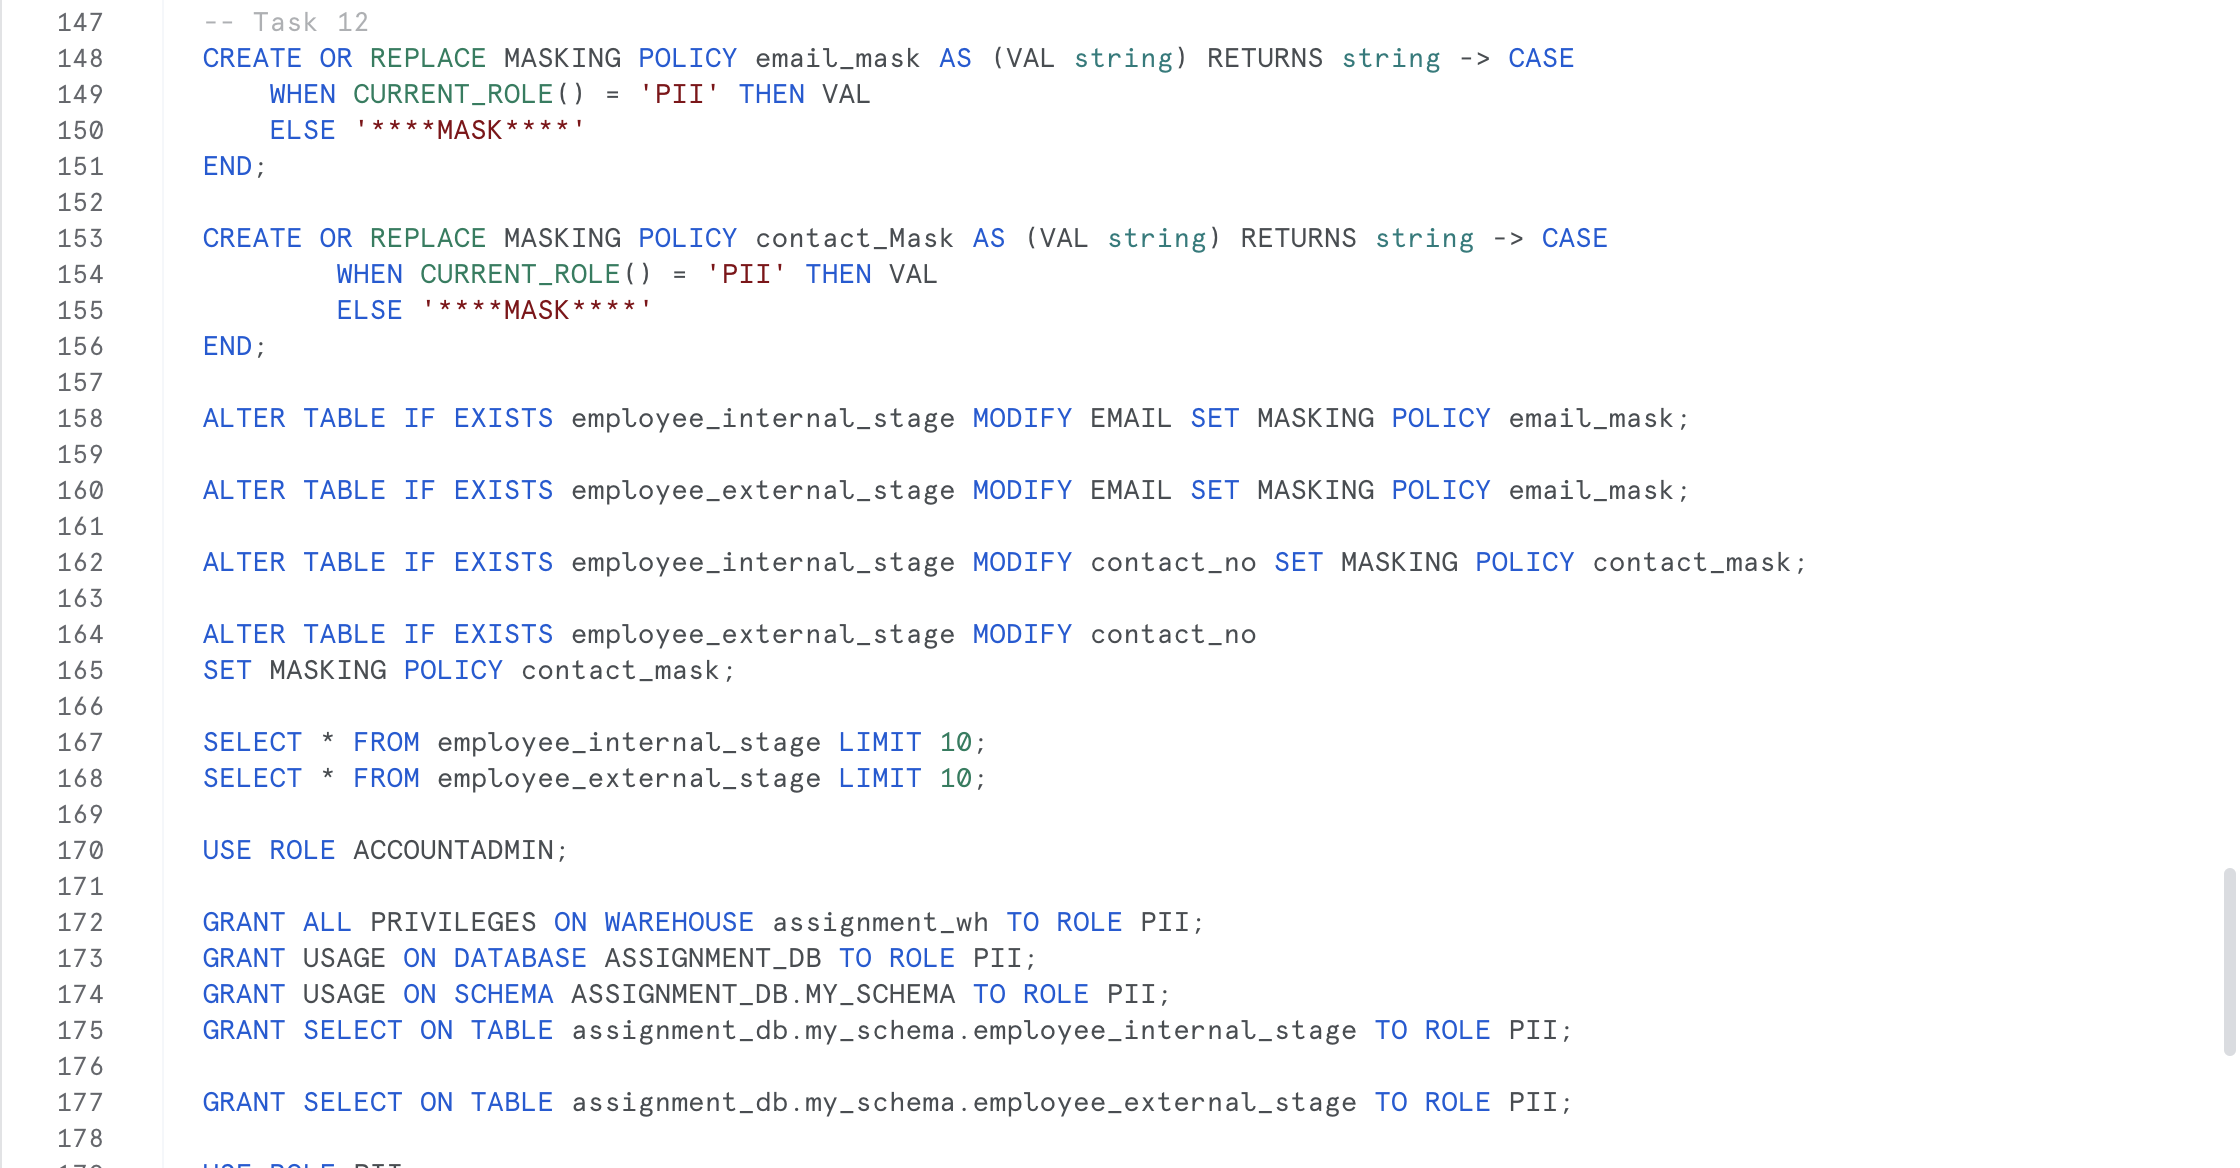 147 -- Task 12
148 CREATE OR REPLACE MASKING POLICY email_mask AS (VAL string) RETURNS string -> CASE
149     WHEN CURRENT_ROLE() = 'PII' THEN VAL
150     ELSE '****MASK****'
151 END;
152
153 CREATE OR REPLACE MASKING POLICY contact_Mask AS (VAL string) RETURNS string -> CASE
154         WHEN CURRENT_ROLE() = 'PII' THEN VAL
155         ELSE '****MASK****'
156 END;
157
158 ALTER TABLE IF EXISTS employee_internal_stage MODIFY EMAIL SET MASKING POLICY email_mask;
159
160 ALTER TABLE IF EXISTS employee_external_stage MODIFY EMAIL SET MASKING POLICY email_mask;
161
162 ALTER TABLE IF EXISTS employee_internal_stage MODIFY contact_no SET MASKING POLICY contact_mask;
163
164 ALTER TABLE IF EXISTS employee_external_stage MODIFY contact_no
165 SET MASKING POLICY contact_mask;
166
167 SELECT * FROM employee_internal_stage LIMIT 10;
168 SELECT * FROM employee_external_stage LIMIT 10;
169
170 USE ROLE ACCOUNTADMIN;
171
172 GRANT ALL PRIVILEGES ON WAREHOUSE assignment_wh TO ROLE PII;
173 GRANT USAGE ON DATABASE ASSIGNMENT_DB TO ROLE PII;
174 GRANT USAGE ON SCHEMA ASSIGNMENT_DB.MY_SCHEMA TO ROLE PII;
175 GRANT SELECT ON TABLE assignment_db.my_schema.employee_internal_stage TO ROLE PII;
176
177 GRANT SELECT ON TABLE assignment_db.my_schema.employee_external_stage TO ROLE PII;
178